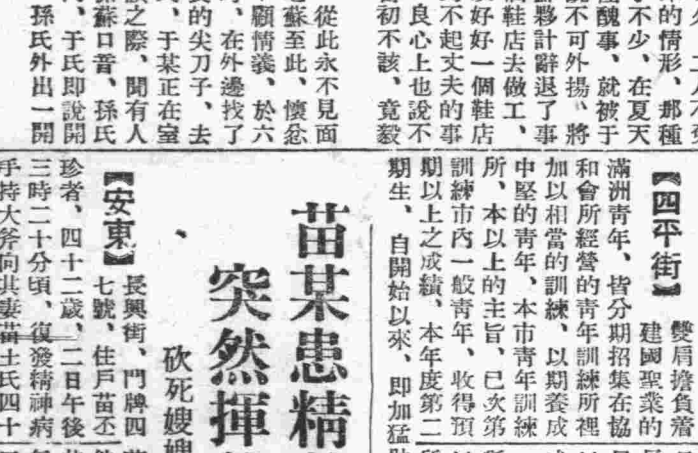 的情形、那種
不少、在夏天
醜事、就被于
說不可外揚、將
夥計辭退了事
鞋店去做工、
好好一個鞋店
不起丈夫的事
良心上也說不
初不該、竟毅
從此永不見面
蘇至此、懷忿
顧情義、於六
、在外邊找了
的尖刀子、去
、于某正在室
之際、聞有人
蘇口音、孫氏
、于氏即說開
孫氏外出一開
【四平街】雙肩擔負着
建國聖業的
滿洲靑年、皆分期招集在協
和會所經營的靑年訓練所裡
加以相當的訓練、以期養成
中堅的靑年、本市靑年訓練
所、本以上的主旨、已次第
訓練市內一般靑年、收得預
期以上之成績、本年度第二
期生、自開始以來、即加猛
苗某患精
突然揮
砍死嫂嫂
【安東】長興街、門牌四
七號、住戶苗丕
珍者、四十二歲、二日午後
三時二十分頃、復發精神病
手持大斧向其妻苗王氏四十